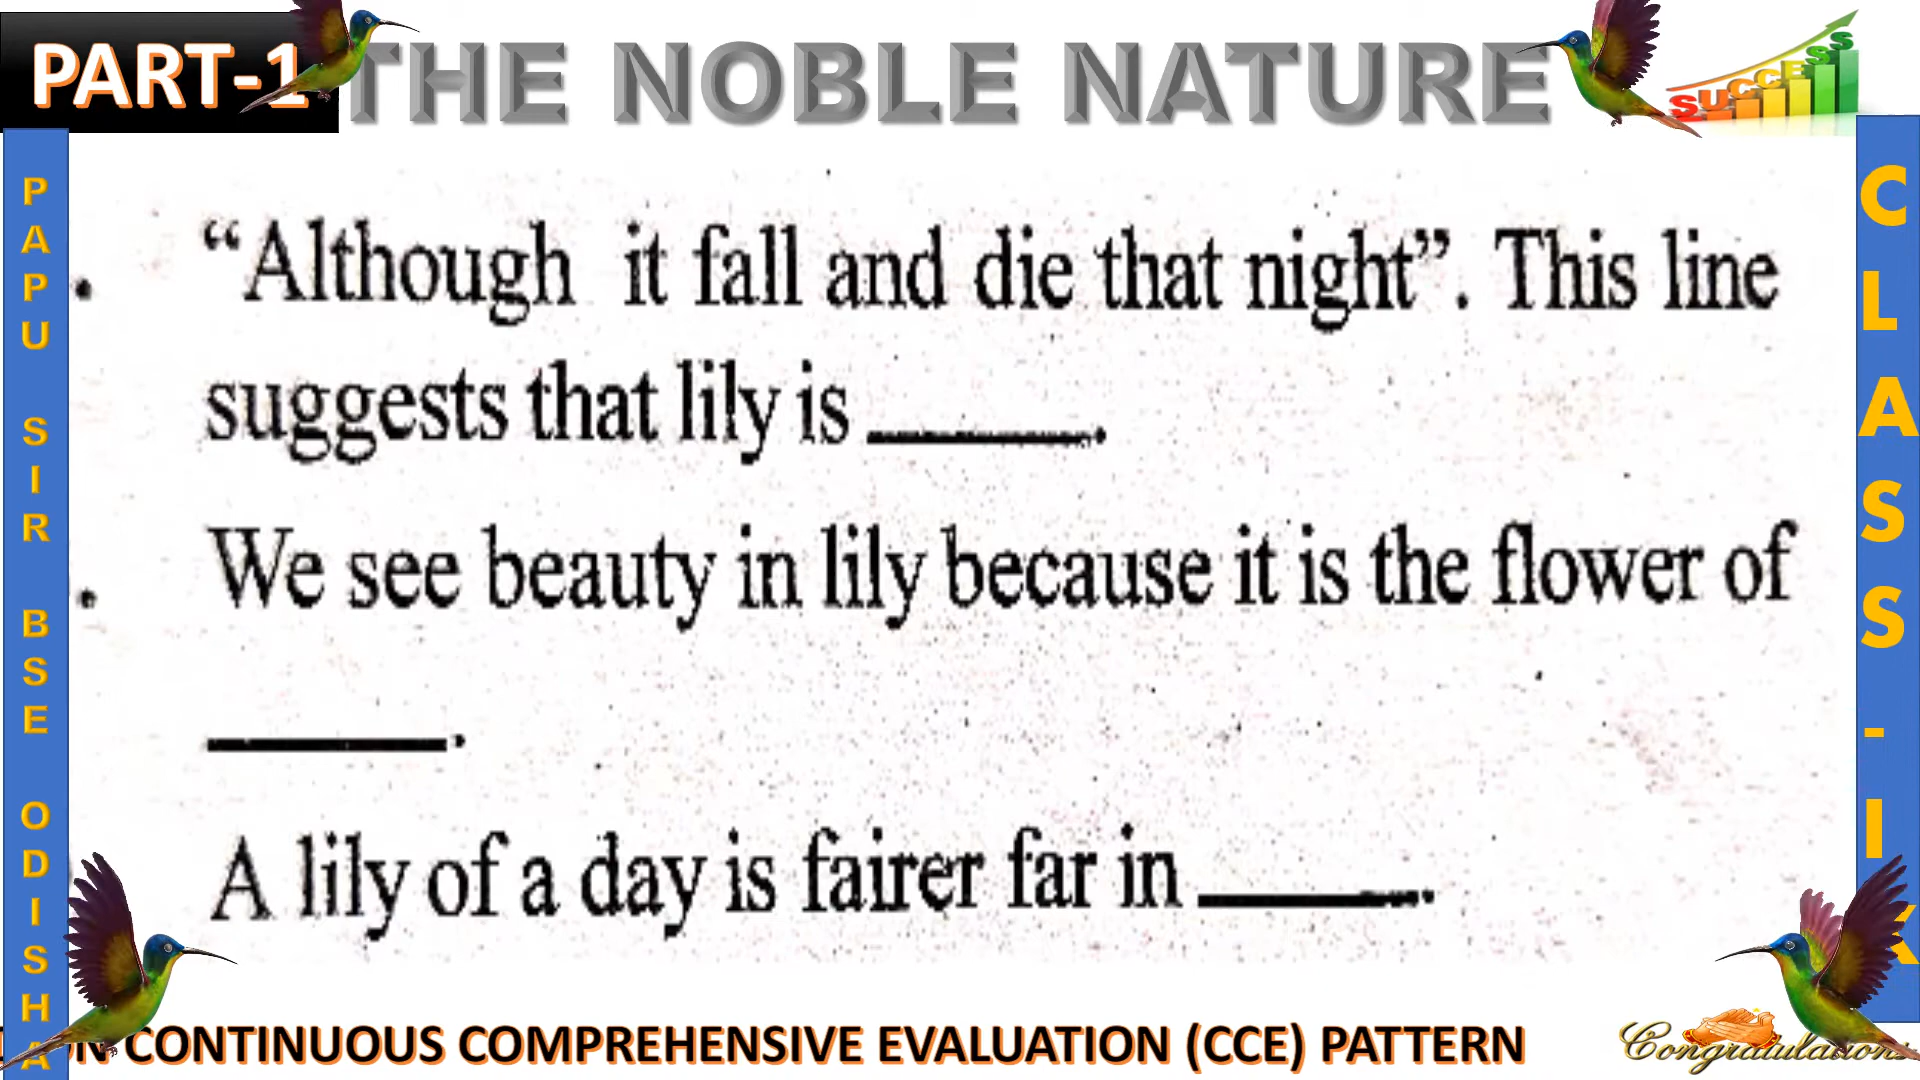 PART-1 THE NOBLE NATURE
SUCCESS
PAPU SIR BSE ODISHA
CLASS-IX
“Although it fall and die that night”. This line
suggests that lily is ______.
We see beauty in lily because it is the flower of
______.
A lily of a day is fairer far in ______.
ON CONTINUOUS COMPREHENSIVE EVALUATION (CCE) PATTERN
Congratulations